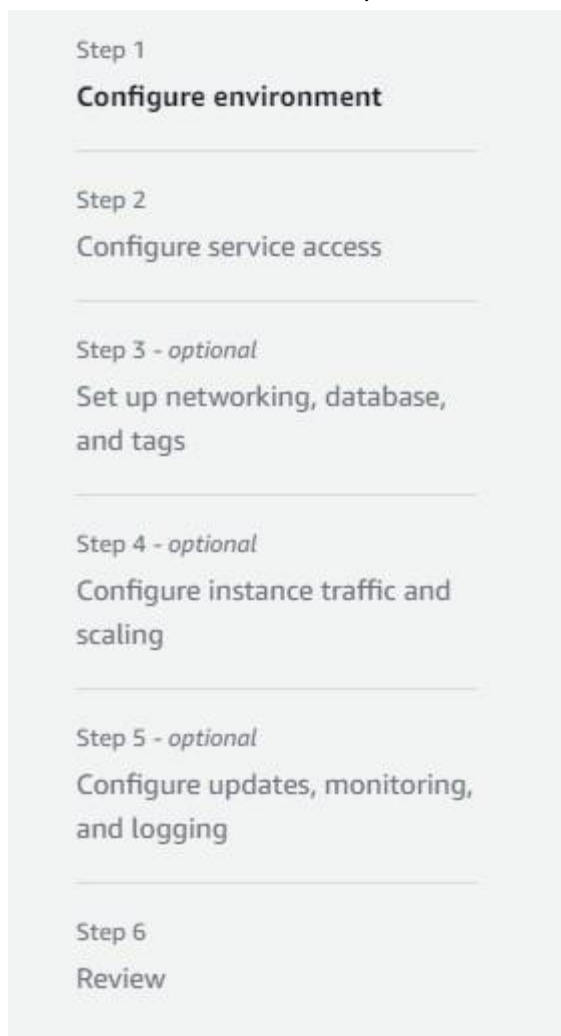 Step 1
Configure environment
Step 2
Configure service access
Step 3 - optional
Set up networking, database,
and tags
Step 4 - optional
Configure instance traffic and
scaling
Step 5 - optional
Configure updates, monitoring,
and logging
Step 6
Review